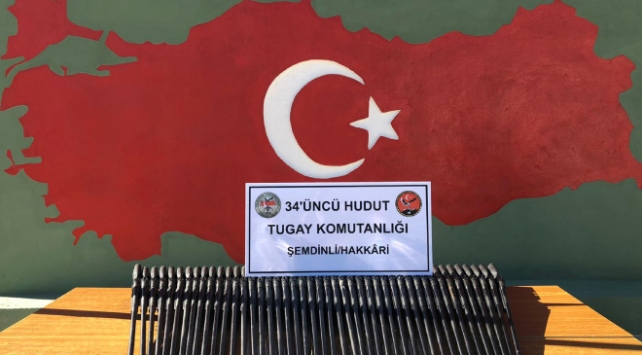 34'ÜNCÜ HUDUT
TUGAY KOMUTANLIĞI
ŞEMDİNLİ/HAKKÂRİ